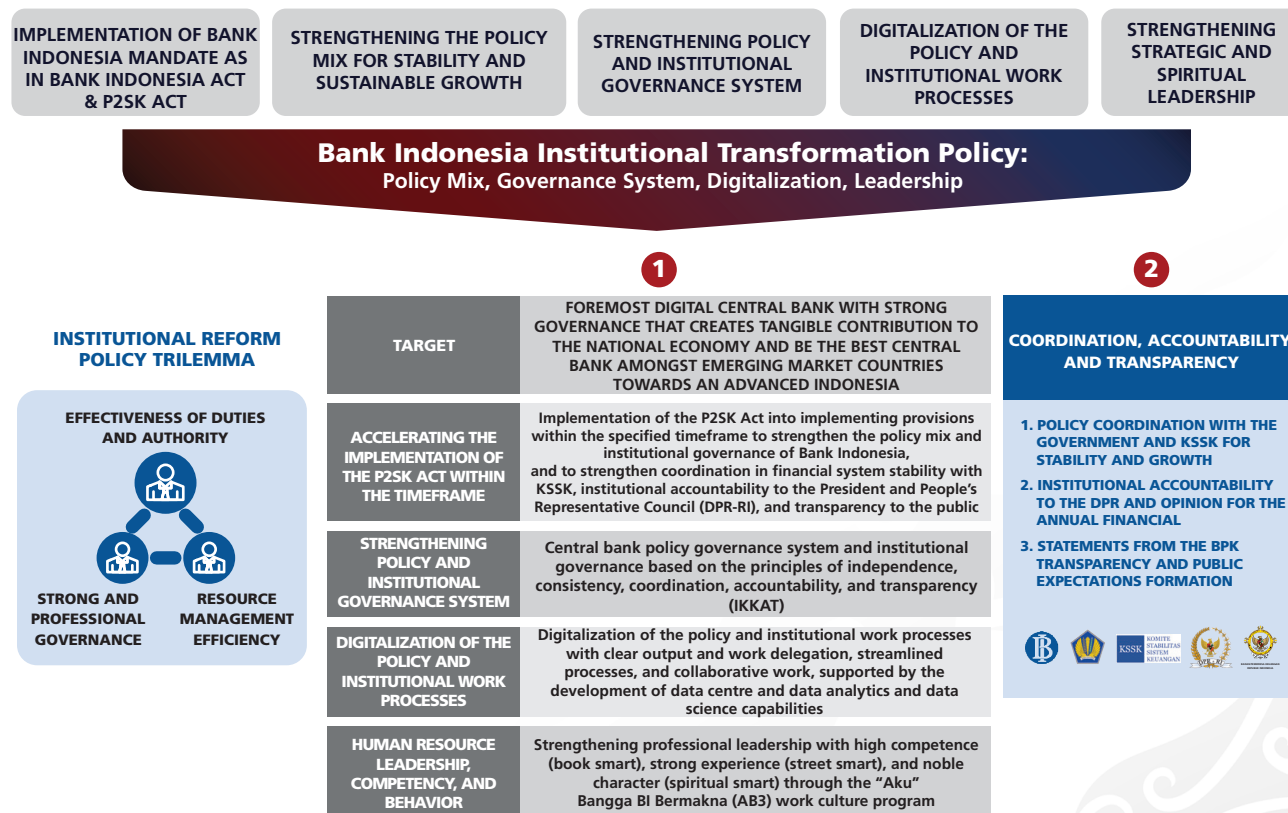 IMPLEMENTATION OF BANK
INDONESIA MANDATE AS
IN BANK INDONESIA ACT
& P2SK ACT
STRENGTHENING THE POLICY
MIX FOR STABILITY AND
SUSTAINABLE GROWTH
STRENGTHENING POLICY
AND INSTITUTIONAL
GOVERNANCE SYSTEM
DIGITALIZATION OF THE
POLICY AND
INSTITUTIONAL WORK
PROCESSES
STRENGTHENING
STRATEGIC AND
SPIRITUAL
LEADERSHIP
Bank Indonesia Institutional Transformation Policy:
Policy Mix, Governance System, Digitalization, Leadership
INSTITUTIONAL REFORM
POLICY TRILEMMA
EFFECTIVENESS OF DUTIES
AND AUTHORITY
STRONG AND
PROFESSIONAL
GOVERNANCE
RESOURCE
MANAGEMENT
EFFICIENCY
1
TARGET
FOREMOST DIGITAL CENTRAL BANK WITH STRONG
GOVERNANCE THAT CREATES TANGIBLE CONTRIBUTION TO
THE NATIONAL ECONOMY AND BE THE BEST CENTRAL
BANK AMONGST EMERGING MARKET COUNTRIES
TOWARDS AN ADVANCED INDONESIA
ACCELERATING THE
IMPLEMENTATION OF
THE P2SK ACT WITHIN
THE TIMEFRAME
Implementation of the P2SK Act into implementing provisions
within the specified timeframe to strengthen the policy mix and
institutional governance of Bank Indonesia,
and to strengthen coordination in financial system stability with
KSSK, institutional accountability to the President and People's
Representative Council (DPR-RI), and transparency to the public
STRENGTHENING
POLICY AND
INSTITUTIONAL
GOVERNANCE SYSTEM
Central bank policy governance system and institutional
governance based on the principles of independence,
consistency, coordination, accountability, and transparency
(IKKAT)
DIGITALIZATION OF THE
POLICY AND
INSTITUTIONAL WORK
PROCESSES
Digitalization of the policy and institutional work processes
with clear output and work delegation, streamlined
processes, and collaborative work, supported by the
development of data centre and data analytics and data
science capabilities
HUMAN RESOURCE
LEADERSHIP,
COMPETENCY, AND
BEHAVIOR
Strengthening professional leadership with high competence
(book smart), strong experience (street smart), and noble
character (spiritual smart) through the "Aku"
Bangga BI Bermakna (AB3) work culture program
2
COORDINATION, ACCOUNTABILITY
AND TRANSPARENCY
1. POLICY COORDINATION WITH THE
GOVERNMENT AND KSSK FOR
STABILITY AND GROWTH
2. INSTITUTIONAL ACCOUNTABILITY
TO THE DPR AND OPINION FOR THE
ANNUAL FINANCIAL
3. STATEMENTS FROM THE BPK
TRANSPARENCY AND PUBLIC
EXPECTATIONS FORMATION
KSSK
KOMITE
STABILITAS
SISTEM
KEUANGAN
DPR-RI